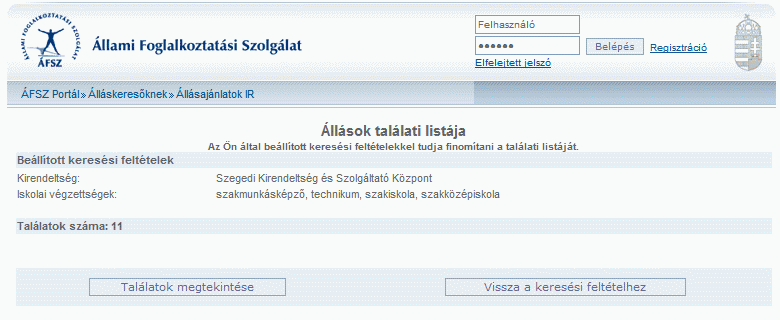 ÁLLAMI FOGLALKOZTATÁSI SZOLGÁLAT
ÁFSZ
Állami Foglalkoztatási Szolgálat
Felhasználó
●●●●●●
Belépés
Regisztráció
Elfelejtett jelszó
ÁFSZ Portál » Álláskeresőknek » Állásajánlatok IR
Állások találati listája
Az Ön által beállított keresési feltételekkel tudja finomítani a találati listáját.
Beállított keresési feltételek
Kirendeltség: Szegedi Kirendeltség és Szolgáltató Központ
Iskolai végzettségek: szakmunkásképző, technikum, szakiskola, szakközépiskola
Találatok száma: 11
Találatok megtekintése
Vissza a keresési feltételhez